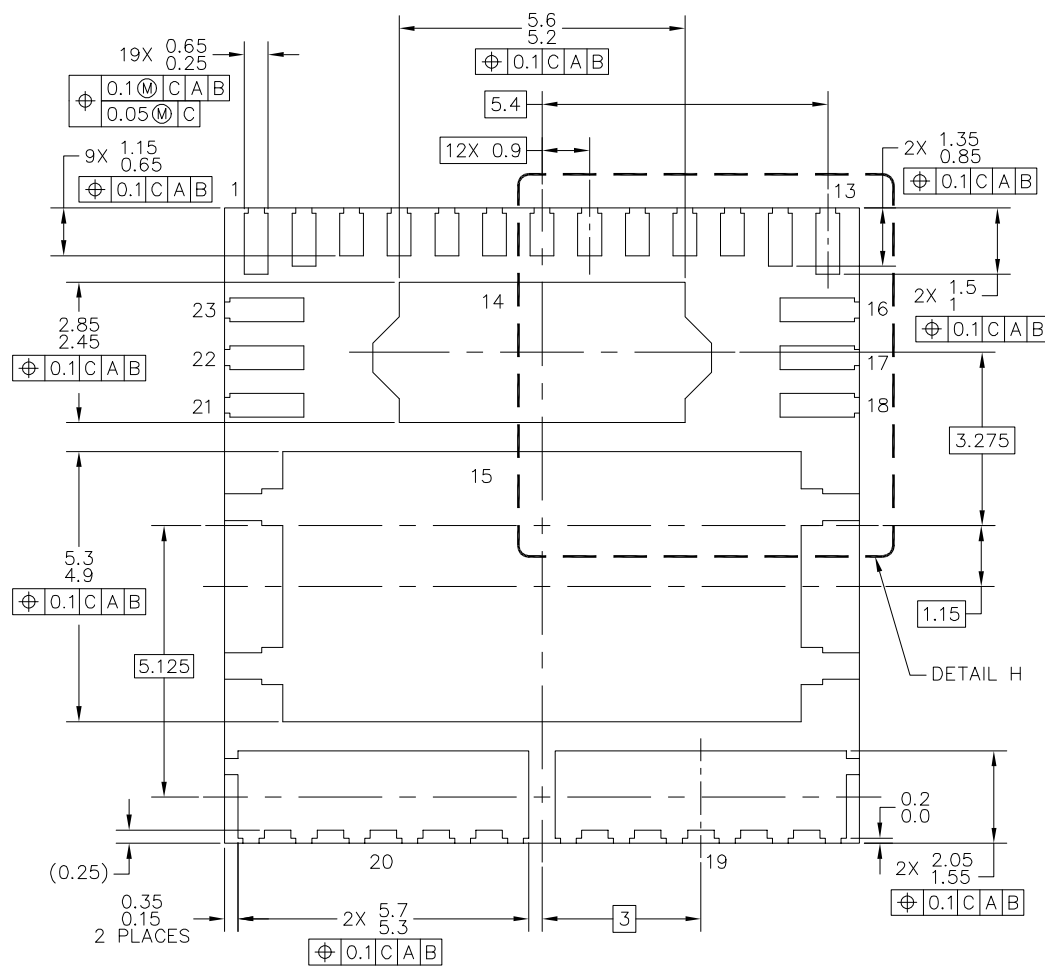 5.6
5.2
⌖ 0.1 C A B
19X 0.65
0.25
⌖ 0.1 Ⓜ C A B
0.05 Ⓜ C
5.4
12X 0.9
9X 1.15
0.65
⌖ 0.1 C A B
2X 1.35
0.85
⌖ 0.1 C A B
1
13
2X 1.5
1
⌖ 0.1 C A B
14
23
16
22
17
21
18
2.85
2.45
⌖ 0.1 C A B
3.275
15
5.3
4.9
⌖ 0.1 C A B
1.15
5.125
DETAIL H
0.2
0.0
(0.25)
20
19
2X 2.05
1.55
⌖ 0.1 C A B
0.35
0.15
2 PLACES
2X 5.7
5.3
⌖ 0.1 C A B
3